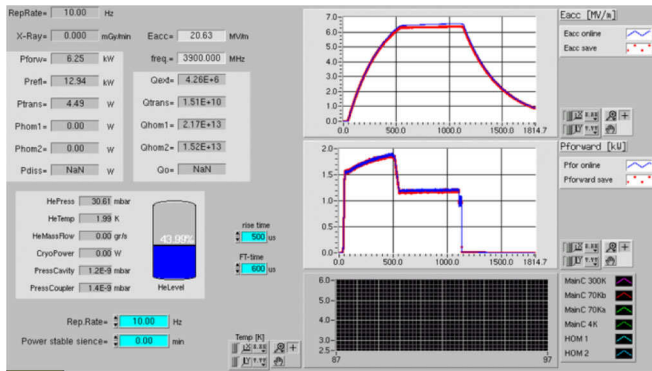 RepRate= 10.00 Hz
X-Ray= 0.000 mGy/min
Eacc= 20.63 MV/m
Pforw= 6.25 kW
freq.= 3900.000 MHz
Prefl= 12.94 kW
Qext= 4.26E+6
Ptrans= 4.49 W
Qtrans= 1.51E+10
Phom1= 0.00 W
Qhom1= 2.17E+13
Phom2= 0.00 W
Qhom2= 1.52E+13
Pdiss= NaN W
Qo= NaN
HePress 30.61 mbar
HeTemp 1.99 K
HeMassFlow 0.00 gr/s
CryoPower 0.00 W
PressCavity 1.2E-9 mbar
PressCoupler 1.4E-9 mbar
43.99%
HeLevel
rise time
500 us
FT-time
600 us
Rep.Rate= 10.00 Hz
Power stable sience= 0.00 min
Temp [K]
7.0
6.0
5.0
4.0
3.0
2.0
1.0
0.0
0.0 500.0 1000.0 1500.0 1814.7
Eacc [MV/m]
Eacc online
Eacc save
2.0
1.5
1.0
0.5
0.0
0.0 500.0 1000.0 1500.0 1814.7
Pforward [kW]
Pfor online
Pforward save
6.0
5.0
4.0
3.0
2.5
87 97
MainC 300K
MainC 70Kb
MainC 70Ka
MainC 4K
HOM 1
HOM 2